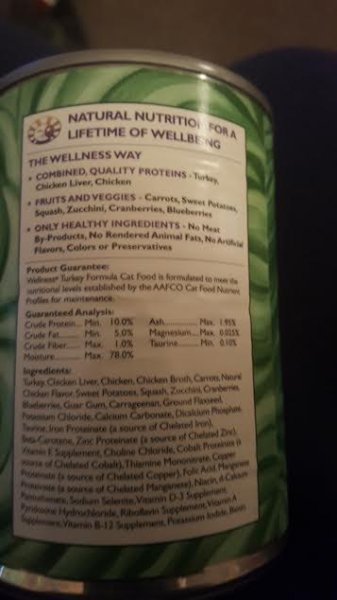 NATURAL NUTRITION FOR A
LIFETIME OF WELLBEING
THE WELLNESS WAY
• COMBINED, QUALITY PROTEINS - Turkey,
Chicken Liver, Chicken
• FRUITS AND VEGGIES - Carrots, Sweet Potatoes,
Squash, Zucchini, Cranberries, Blueberries
• ONLY HEALTHY INGREDIENTS - No Meat
By-Products, No Rendered Animal Fats, No Artificial
Flavors, Colors or Preservatives
Product Guarantee:
Wellness® Turkey Formula Cat Food is formulated to meet the
nutritional levels established by the AAFCO Cat Food Nutrient
Profiles for maintenance.
Guaranteed Analysis:
Crude Protein... Min. 10.0% Ash............. Max. 1.95%
Crude Fat....... Min. 5.0% Magnesium... Max. 0.025%
Crude Fiber..... Max. 1.0% Taurine....... Min. 0.10%
Moisture......... Max. 78.0%
Ingredients:
Turkey, Chicken Liver, Chicken, Chicken Broth, Carrots, Natural
Chicken Flavor, Sweet Potatoes, Squash, Zucchini, Cranberries,
Blueberries, Guar Gum, Carrageenan, Ground Flaxseed,
Potassium Chloride, Calcium Carbonate, Dicalcium Phosphate,
Taurine, Iron Proteinate (a source of Chelated Iron),
Beta-Carotene, Zinc Proteinate (a source of Chelated Zinc),
Vitamin E Supplement, Choline Chloride, Cobalt Proteinate (a
source of Chelated Cobalt), Thiamine Mononitrate, Copper
Proteinate (a source of Chelated Copper), Folic Acid, Manganese
Proteinate (a source of Chelated Manganese), Niacin, d-Calcium
Pantothenate, Sodium Selenite, Vitamin D-3 Supplement,
Pyridoxine Hydrochloride, Riboflavin Supplement, Vitamin A
Supplement, Vitamin B-12 Supplement, Potassium Iodide, Biotin